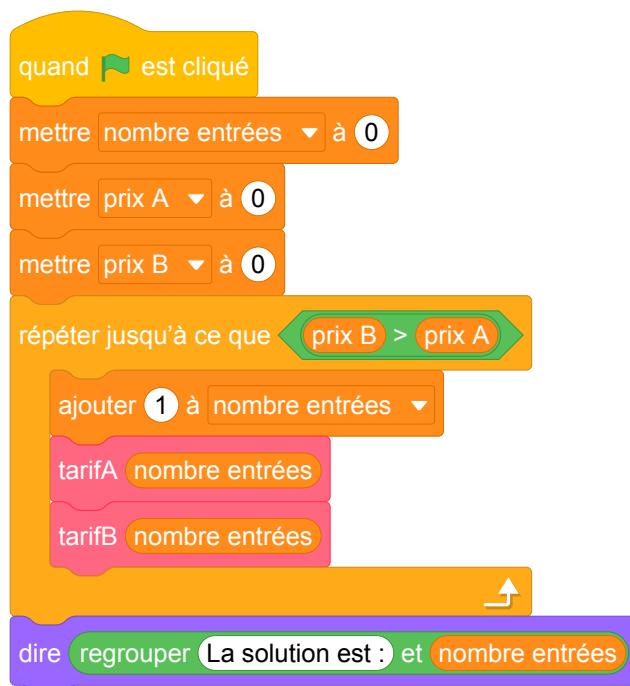 quand est cliqué
mettre nombre entrées à 0
mettre prix A à 0
mettre prix B à 0
répéter jusqu'à ce que prix B > prix A
ajouter 1 à nombre entrées
tarifA nombre entrées
tarifB nombre entrées
dire regrouper La solution est : et nombre entrées